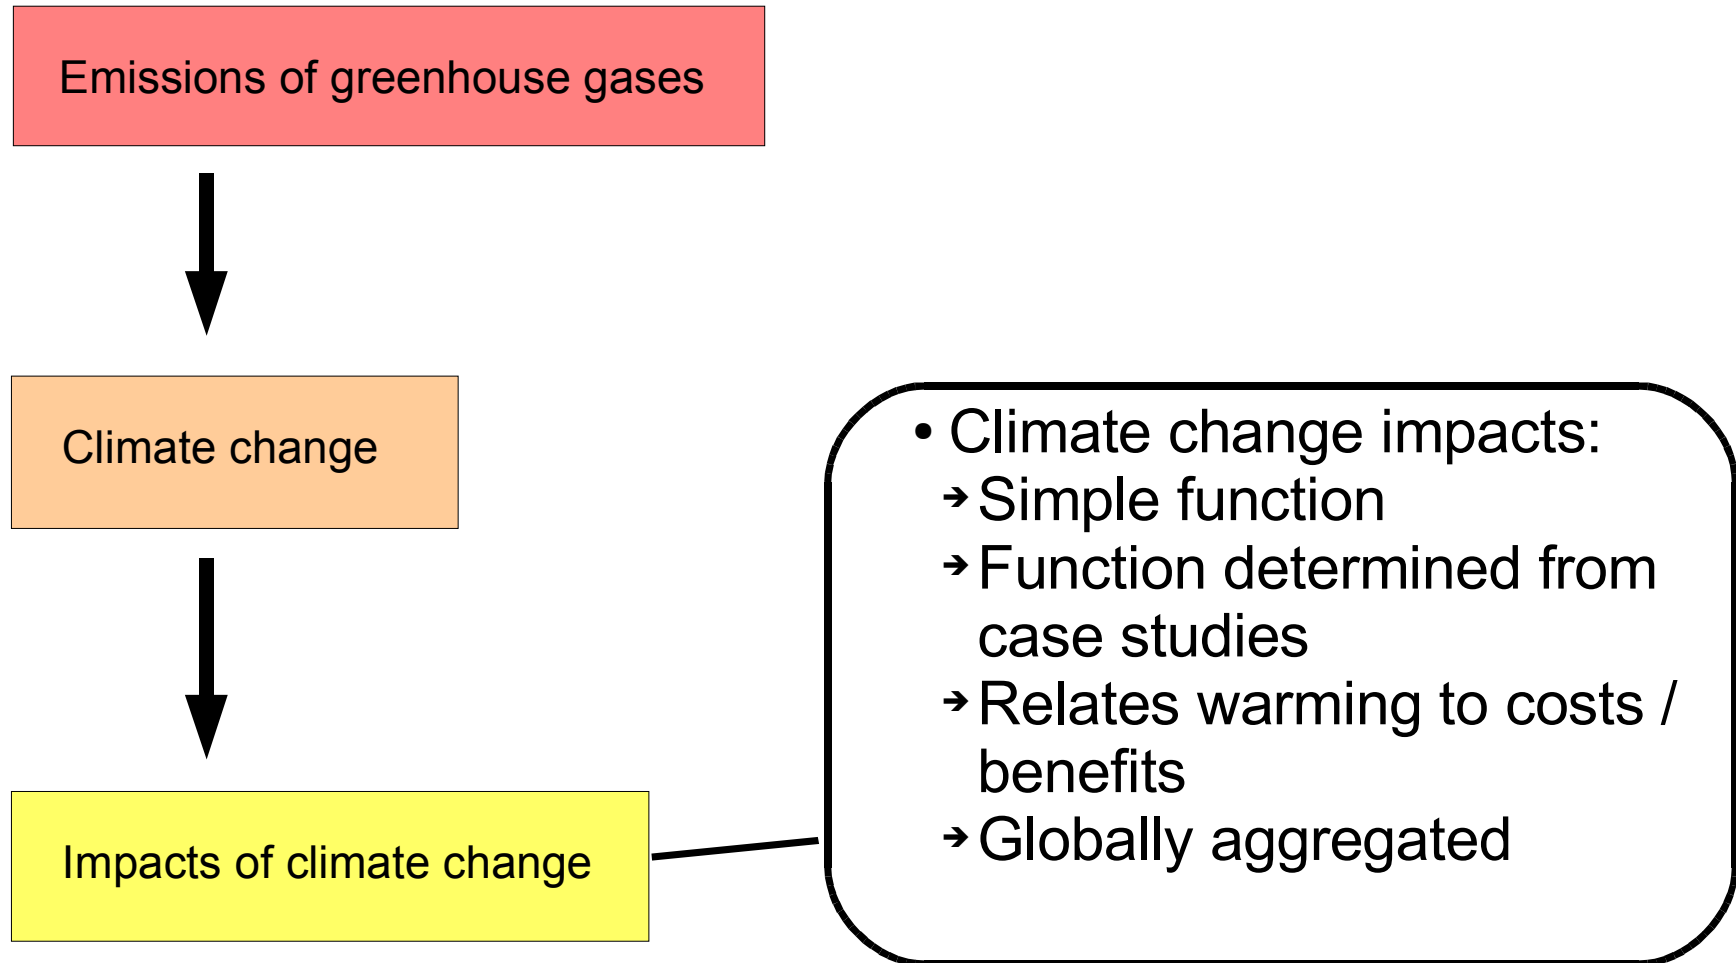 Emissions of greenhouse gases
Climate change
Impacts of climate change
• Climate change impacts:
➔ Simple function
➔ Function determined from
case studies
➔ Relates warming to costs /
benefits
➔ Globally aggregated